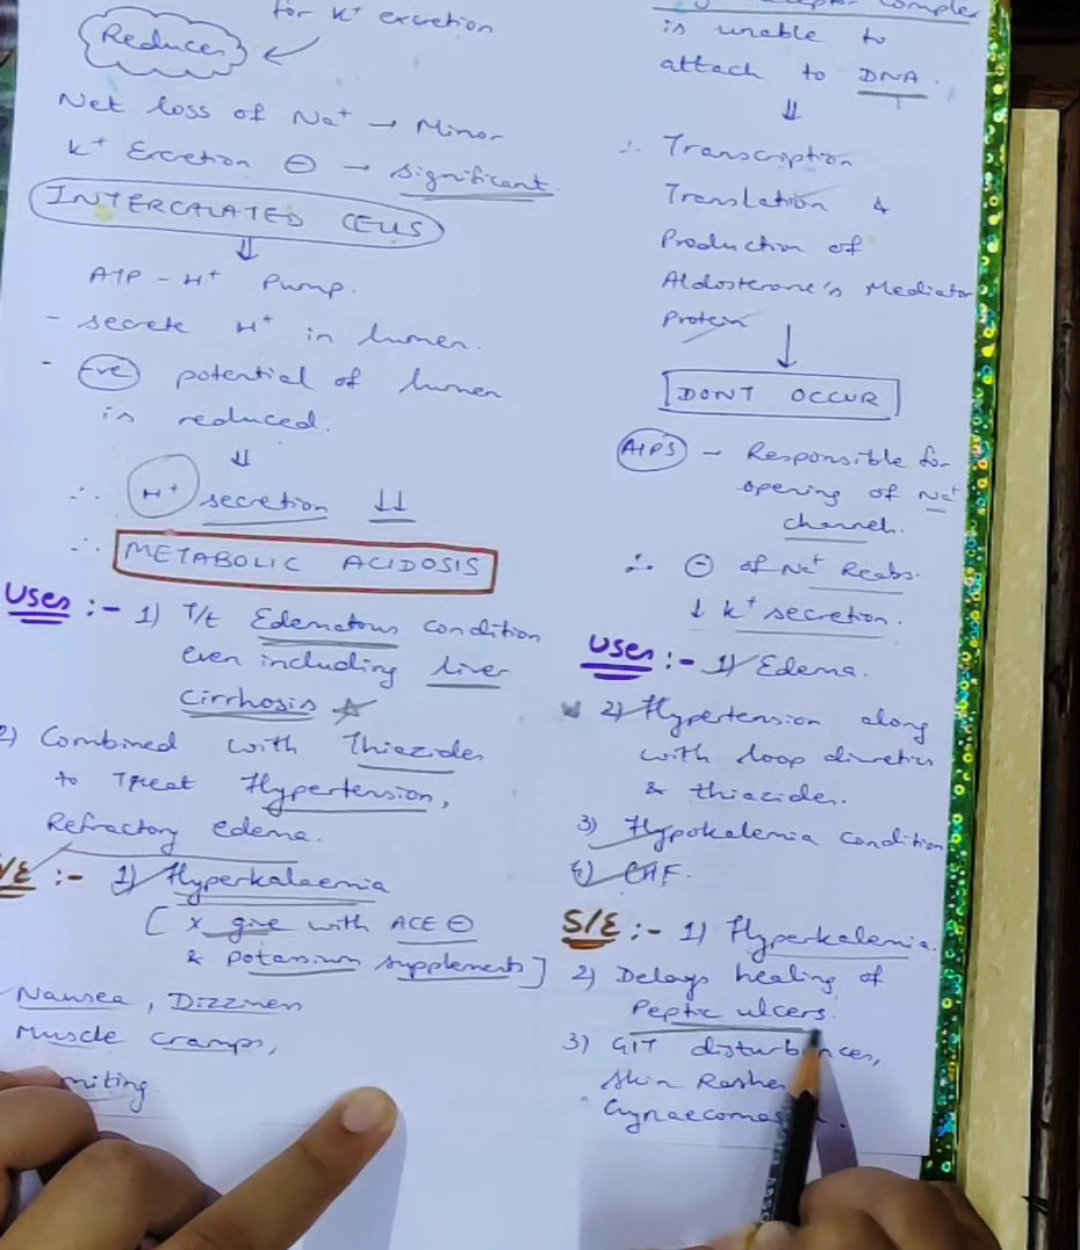 for K+ excretion
Reduces
Net loss of Na+ → Minor
K+ Excretion ⊖ → significant
INTERCALATED CELLS
⇓
ATP - H+ Pump.
- secrete H+ in lumen.
- -ve potential of lumen
is reduced.
⇓
∴ H+ secretion ↓↓
∴ METABOLIC ACIDOSIS
Uses :- 1) T/t Edematous condition
even including liver
cirrhosis ☆
2) Combined with Thiazides
to Treat Hypertension,
Refractory edema.
S/E :- 1) Hyperkalaemia
[ x give with ACE ⊖
& potassium supplements ]
Nausea, Dizziness
Muscle cramps,
complex
is unable to
attach to DNA.
⇓
∴ Transcription
Translation &
Production of
Aldosterone's Mediator
Protein
↓
DONT OCCUR
AIPS - Responsible for
opening of Na+
channel.
∴ ⊖ of Na+ Reabs.
↓ K+ secretion.
Uses :- 1) Edema.
2) Hypertension along
with loop diuretics
& thiazides.
3) Hypokalemia condition
4) CHF.
S/E :- 1) Hyperkalemia.
2) Delays healing of
Peptic ulcers.
3) GIT disturbances,
Skin Rashes